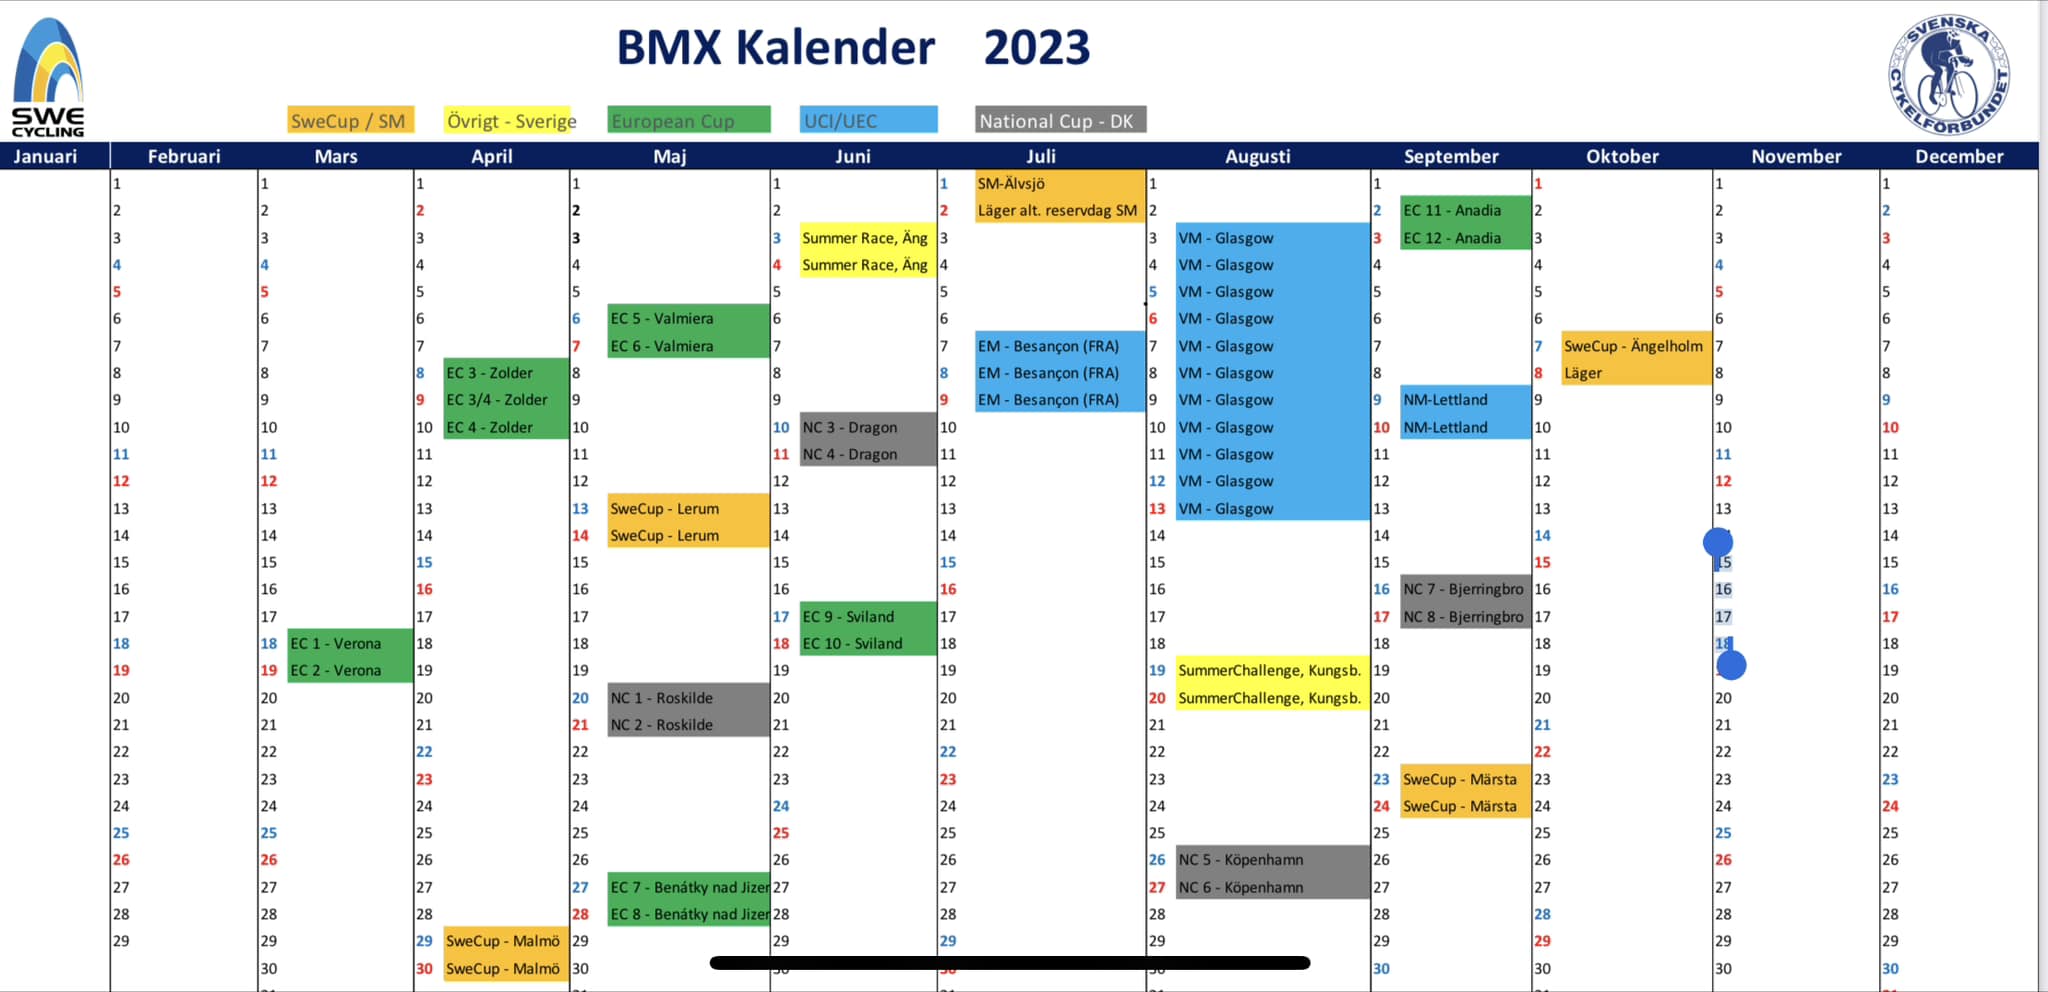 BMX Kalender 2023
SWE
CYCLING
SVENSKA
CYKELFÖRBUNDET
SweCup / SM Övrigt - Sverige European Cup UCI/UEC National Cup - DK
Januari Februari Mars April Maj Juni Juli Augusti September Oktober November December
1 1 1 1 1 1 SM-Älvsjö 1 1 1 1 1
2 2 2 2 2 2 Läger alt. reservdag SM 2 2 EC 11 - Anadia 2 2 2
3 3 3 3 3 Summer Race, Äng 3 3 VM - Glasgow 3 EC 12 - Anadia 3 3 3
4 4 4 4 4 Summer Race, Äng 4 4 VM - Glasgow 4 4 4 4
5 5 5 5 5 5 5 VM - Glasgow 5 5 5 5
6 6 6 6 EC 5 - Valmiera 6 6 6 VM - Glasgow 6 6 6 6
7 7 7 7 EC 6 - Valmiera 7 7 EM - Besançon (FRA) 7 VM - Glasgow 7 7 SweCup - Ängelholm 7 7
8 8 8 EC 3 - Zolder 8 8 8 EM - Besançon (FRA) 8 VM - Glasgow 8 8 Läger 8 8
9 9 9 EC 3/4 - Zolder 9 9 9 EM - Besançon (FRA) 9 VM - Glasgow 9 NM-Lettland 9 9 9
10 10 10 EC 4 - Zolder 10 10 NC 3 - Dragon 10 10 VM - Glasgow 10 NM-Lettland 10 10 10
11 11 11 11 11 NC 4 - Dragon 11 11 VM - Glasgow 11 11 11 11
12 12 12 12 12 12 12 VM - Glasgow 12 12 12 12
13 13 13 13 SweCup - Lerum 13 13 13 VM - Glasgow 13 13 13 13
14 14 14 14 SweCup - Lerum 14 14 14 14 14 14
15 15 15 15 15 15 15 15 15 15 15
16 16 16 16 16 16 16 16 NC 7 - Bjerringbro 16 16 16
17 17 17 17 17 EC 9 - Sviland 17 17 17 NC 8 - Bjerringbro 17 17 17
18 18 EC 1 - Verona 18 18 18 EC 10 - Sviland 18 18 18 18 18 18
19 19 EC 2 - Verona 19 19 19 19 19 SummerChallenge, Kungsb. 19 19 19
20 20 20 20 NC 1 - Roskilde 20 20 20 SummerChallenge, Kungsb. 20 20 20 20
21 21 21 21 NC 2 - Roskilde 21 21 21 21 21 21 21
22 22 22 22 22 22 22 22 22 22 22
23 23 23 23 23 23 23 23 SweCup - Märsta 23 23 23
24 24 24 24 24 24 24 24 SweCup - Märsta 24 24 24
25 25 25 25 25 25 25 25 25 25 25
26 26 26 26 26 26 26 NC 5 - Köpenhamn 26 26 26 26
27 27 27 27 EC 7 - Benátky nad Jizer 27 27 27 NC 6 - Köpenhamn 27 27 27 27
28 28 28 28 EC 8 - Benátky nad Jizer 28 28 28 28 28 28 28
29 29 29 SweCup - Malmö 29 29 29 29 29 29 29 29
30 30 SweCup - Malmö 30 30 30 30 30